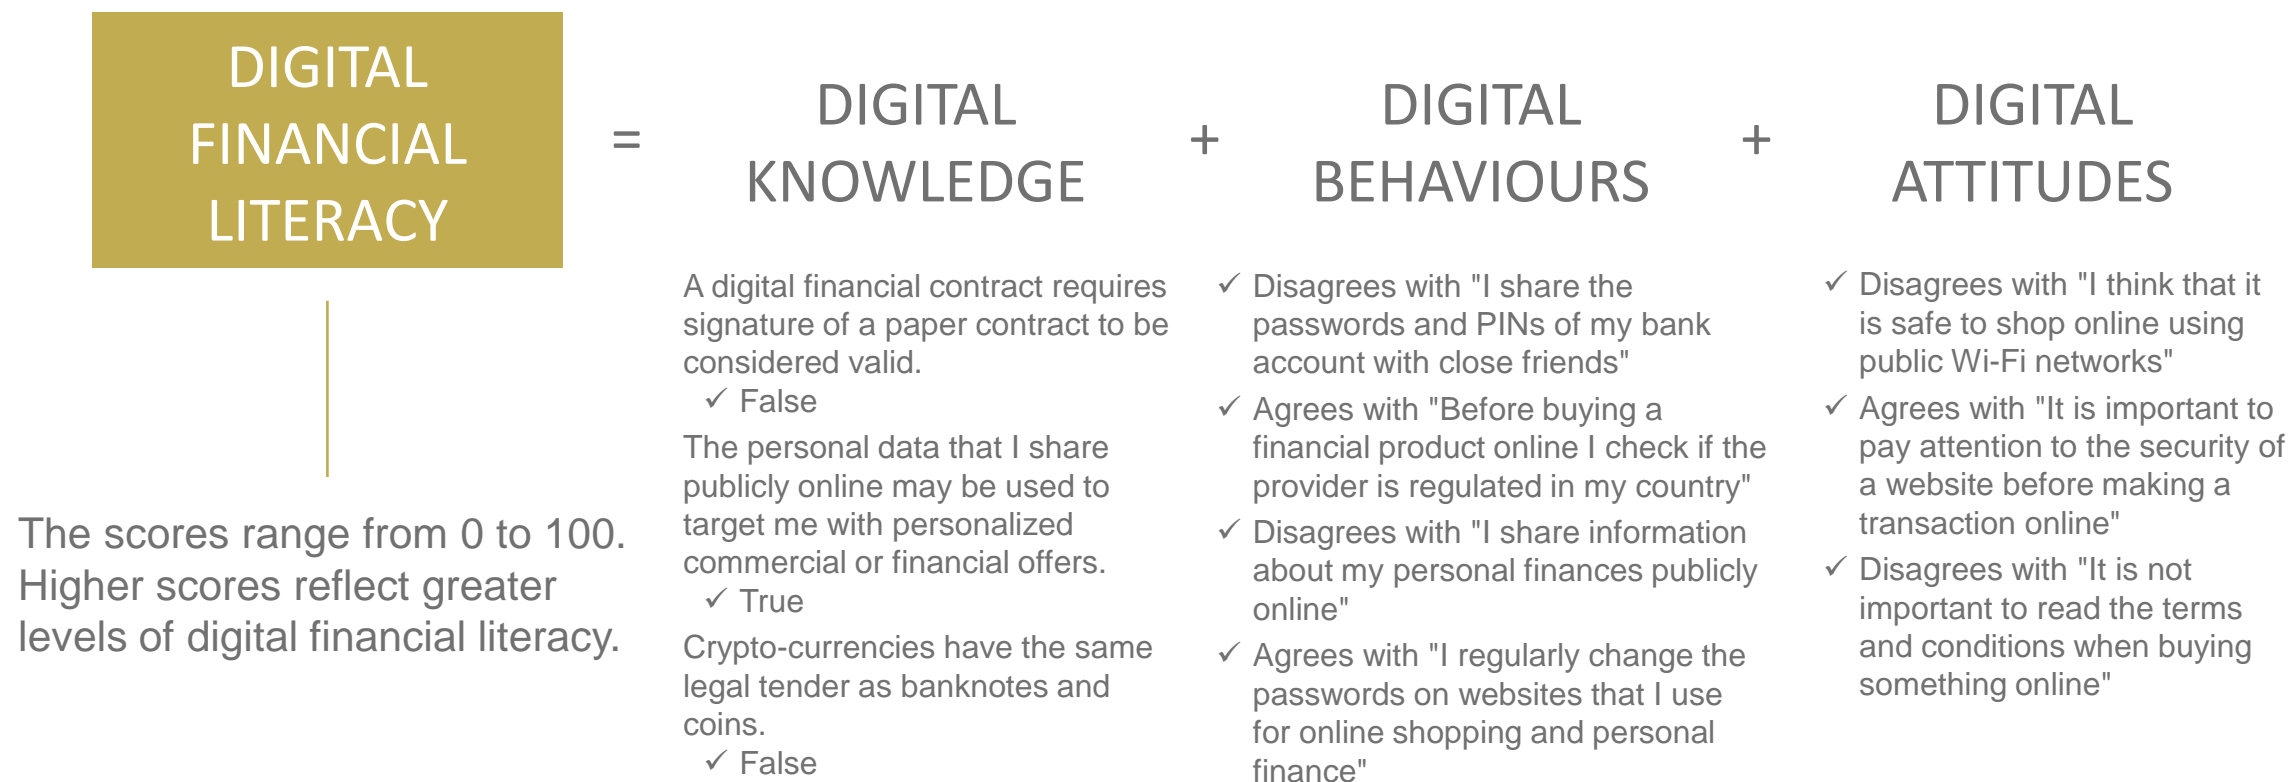 DIGITAL
FINANCIAL
LITERACY
=
DIGITAL
KNOWLEDGE
+
DIGITAL
BEHAVIOURS
+
DIGITAL
ATTITUDES
The scores range from 0 to 100.
Higher scores reflect greater
levels of digital financial literacy.
A digital financial contract requires
signature of a paper contract to be
considered valid.
✓ False
The personal data that I share
publicly online may be used to
target me with personalized
commercial or financial offers.
✓ True
Crypto-currencies have the same
legal tender as banknotes and
coins.
✓ False
✓ Disagrees with "I share the
passwords and PINs of my bank
account with close friends"
✓ Agrees with "Before buying a
financial product online I check if the
provider is regulated in my country"
✓ Disagrees with "I share information
about my personal finances publicly
online"
✓ Agrees with "I regularly change the
passwords on websites that I use
for online shopping and personal
finance"
✓ Disagrees with "I think that it
is safe to shop online using
public Wi-Fi networks"
✓ Agrees with "It is important to
pay attention to the security of
a website before making a
transaction online"
✓ Disagrees with "It is not
important to read the terms
and conditions when buying
something online"